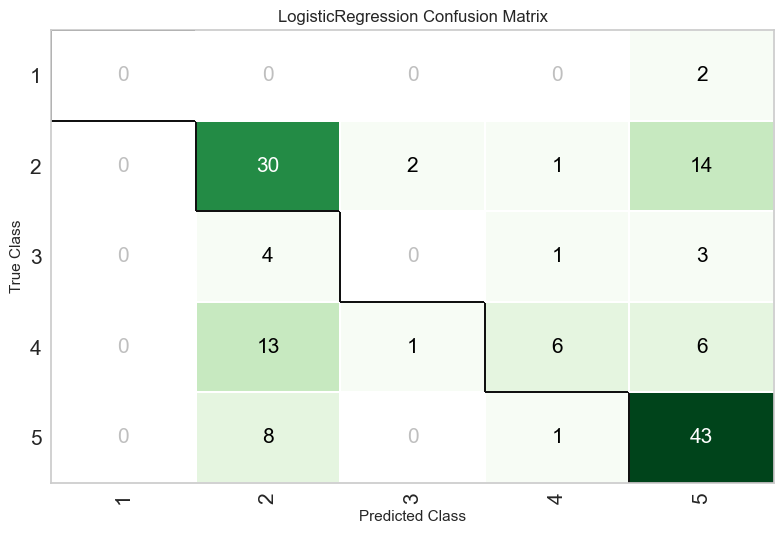 LogisticRegression Confusion Matrix
True Class
1 0 0 0 0 2
2 0 30 2 1 14
3 0 4 0 1 3
4 0 13 1 6 6
5 0 8 0 1 43
1 2 3 4 5
Predicted Class